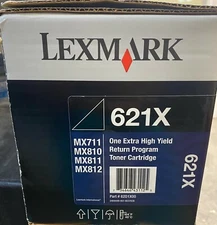 LEXMARK
621X
MX711
MX810
MX811
MX812
One Extra High Yield
Return Program
Toner Cartridge
621X